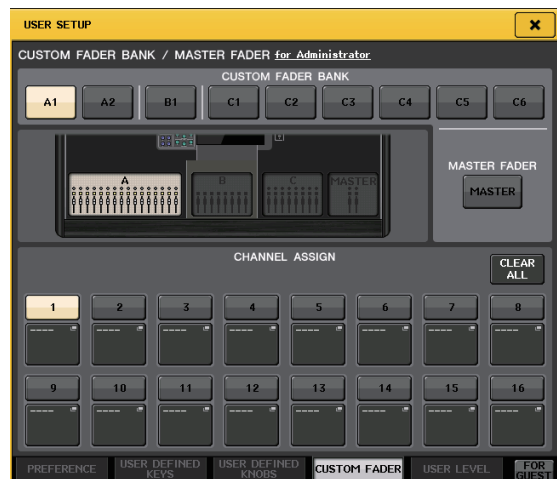 USER SETUP
CUSTOM FADER BANK / MASTER FADER for Administrator
CUSTOM FADER BANK
A1 A2 B1 C1 C2 C3 C4 C5 C6
A B C MASTER
MASTER FADER
MASTER
CHANNEL ASSIGN
CLEAR ALL
1 2 3 4 5 6 7 8
---- ---- ---- ---- ---- ---- ---- ----
9 10 11 12 13 14 15 16
---- ---- ---- ---- ---- ---- ---- ----
PREFERENCE USER DEFINED KEYS USER DEFINED KNOBS CUSTOM FADER USER LEVEL FOR GUEST